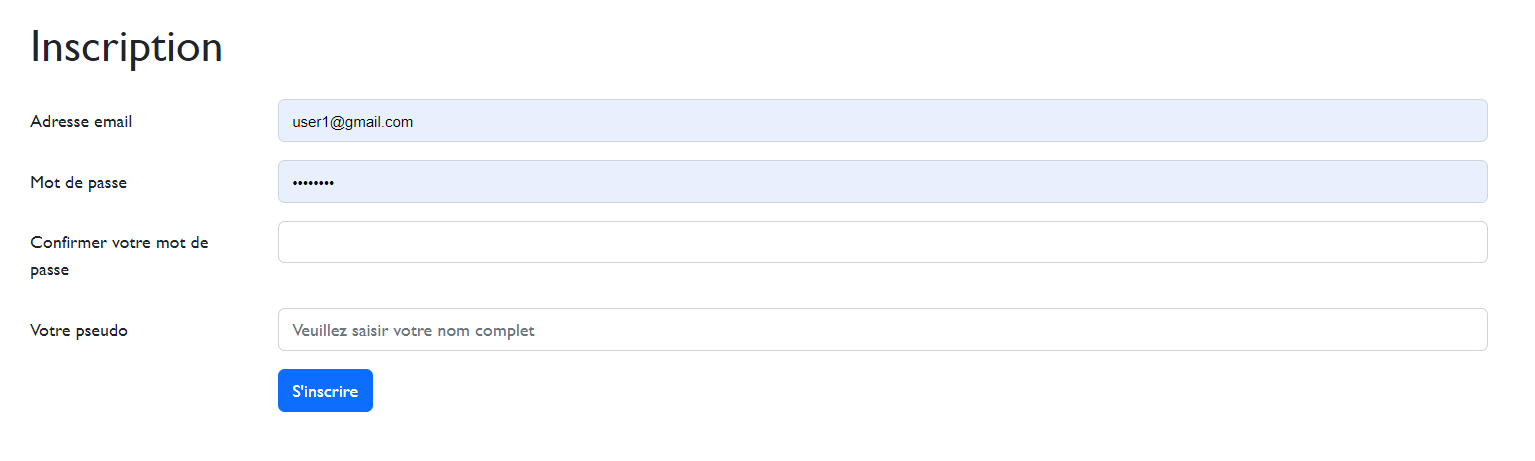 Inscription
Adresse email
user1@gmail.com
Mot de passe
••••••••
Confirmer votre mot de
passe
Votre pseudo
Veuillez saisir votre nom complet
S'inscrire